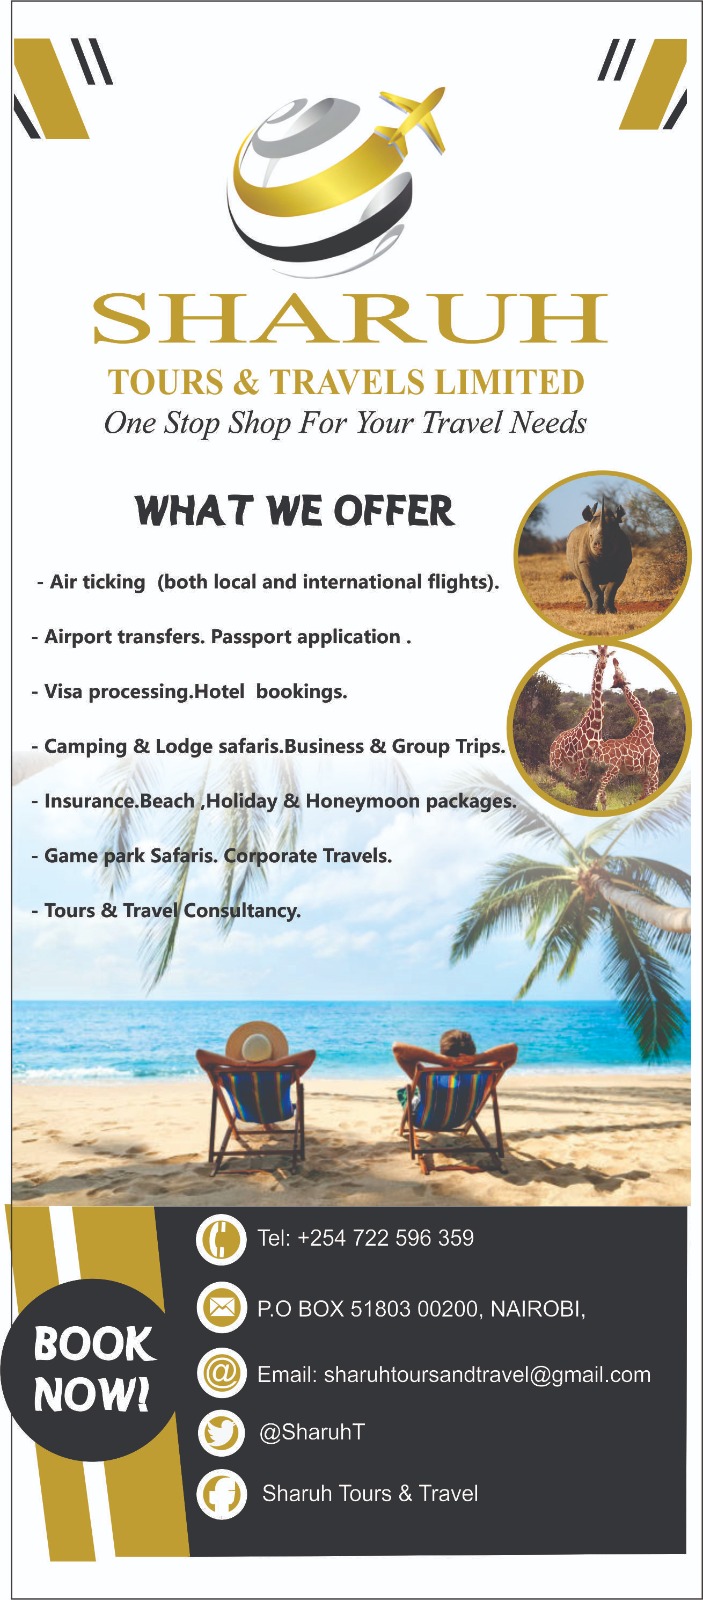 SHARUH
TOURS & TRAVELS LIMITED
One Stop Shop For Your Travel Needs
WHAT WE OFFER
- Air ticking  (both local and international flights).
- Airport transfers. Passport application .
- Visa processing.Hotel  bookings.
- Camping & Lodge safaris.Business & Group Trips.
- Insurance.Beach ,Holiday & Honeymoon packages.
- Game park Safaris. Corporate Travels.
- Tours & Travel Consultancy.
BOOK
NOW!
Tel: +254 722 596 359
P.O BOX 51803 00200, NAIROBI,
Email: sharuhtoursandtravel@gmail.com
@SharuhT
Sharuh Tours & Travel